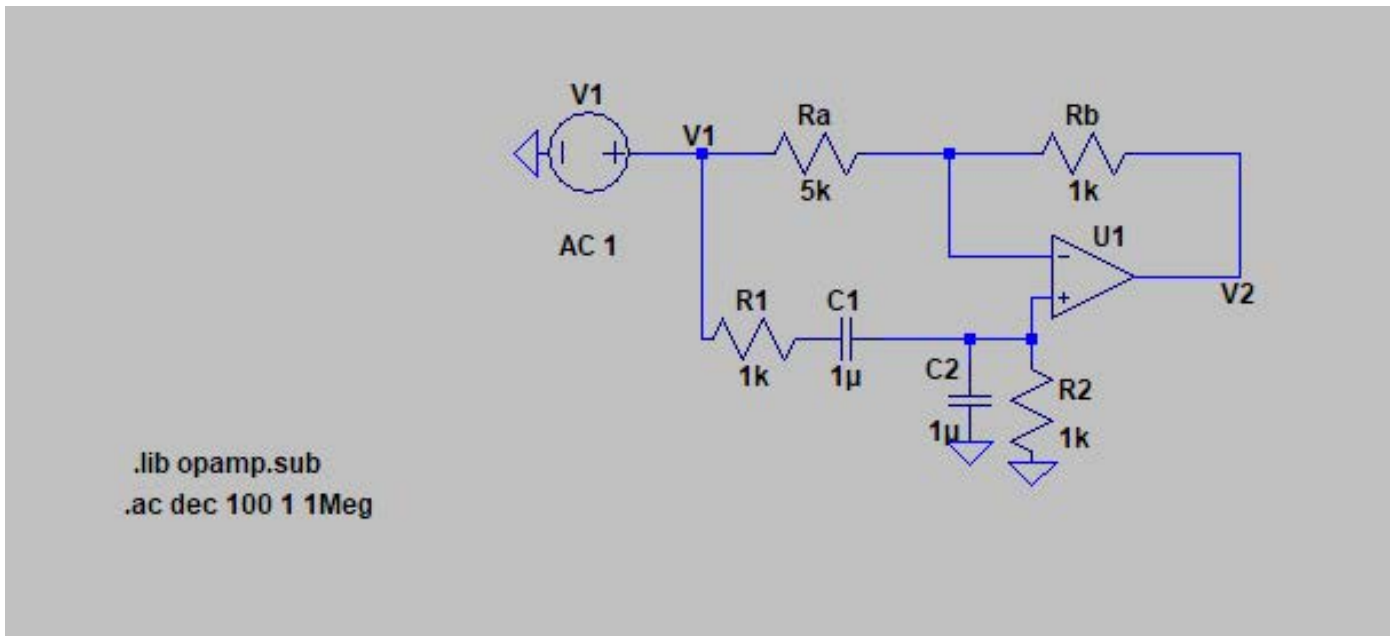 V1
V1
Ra
Rb
5k
1k
AC 1
U1
V2
R1
C1
1k
1µ
C2
1µ
R2
1k
.lib opamp.sub
.ac dec 100 1 1Meg